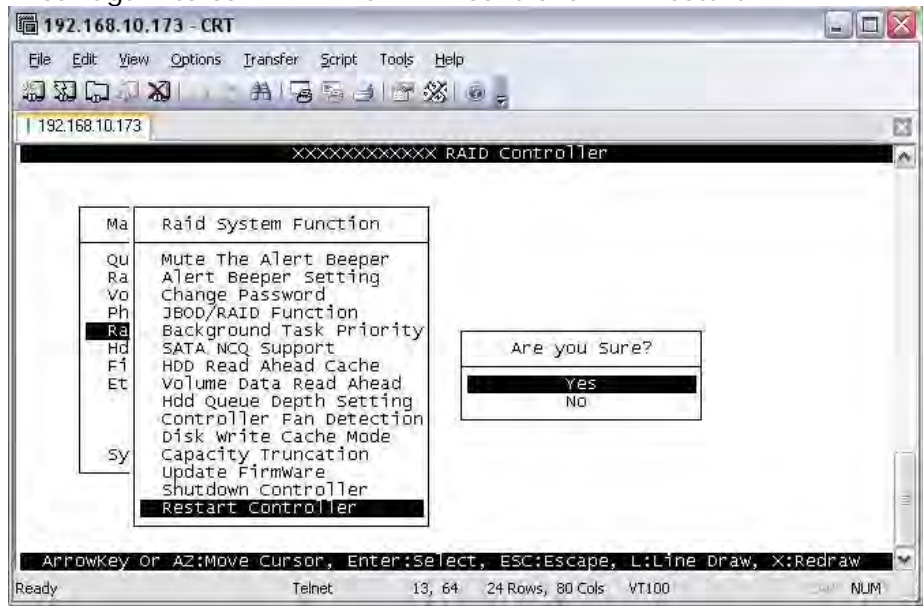 192.168.10.173 - CRT
File Edit View Options Transfer Script Tools Help
192.168.10.173
XXXXXXXXXXXX RAID Controller
Ma
Raid System Function
Qu
Mute The Alert Beeper
Ra
Alert Beeper Setting
Vo
Change Password
Ph
JBOD/RAID Function
Ra
Background Task Priority
Hd
SATA NCQ Support
Fi
HDD Read Ahead Cache
Et
Volume Data Read Ahead
Hdd Queue Depth Setting
Controller Fan Detection
Disk Write Cache Mode
Sy
Capacity Truncation
Update FirmWare
Shutdown Controller
Restart Controller
Are you Sure?
Yes
No
ArrowKey Or AZ:Move Cursor, Enter:Select, ESC:Escape, L:Line Draw, X:Redraw
Ready Telnet 13, 64 24 Rows, 80 Cols VT100 NUM